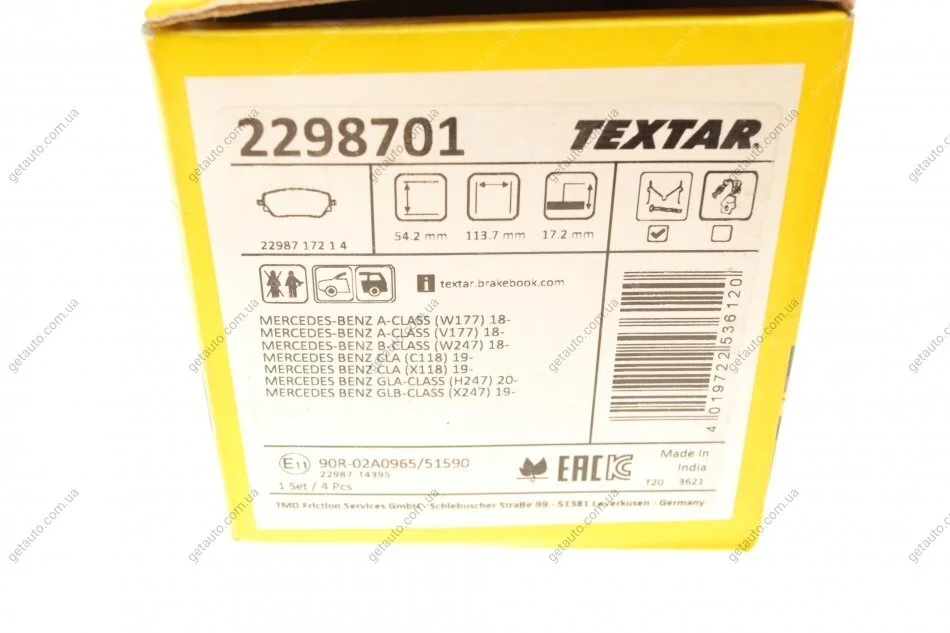 2298701
TEXTAR
54.2 mm 113.7 mm 17.2 mm
22987 172 1 4
i textar.brakebook.com
MERCEDES-BENZ A-CLASS (W177) 18-
MERCEDES-BENZ A-CLASS (V177) 18-
MERCEDES-BENZ B-CLASS (W247) 18-
MERCEDES BENZ CLA (C118) 19-
MERCEDES BENZ CLA (X118) 19-
MERCEDES BENZ GLA-CLASS (H247) 20-
MERCEDES BENZ GLB-CLASS (X247) 19-
4 019722 536120
E11 90R-02A0965/51590
22987 14395
1 Set / 4 Pcs
EAC KC
Made In
India
T20 3621
TMD Friction Services GmbH - Schlebuscher Straße 99 - 51381 Leverkusen - Germany
getauto.com.ua